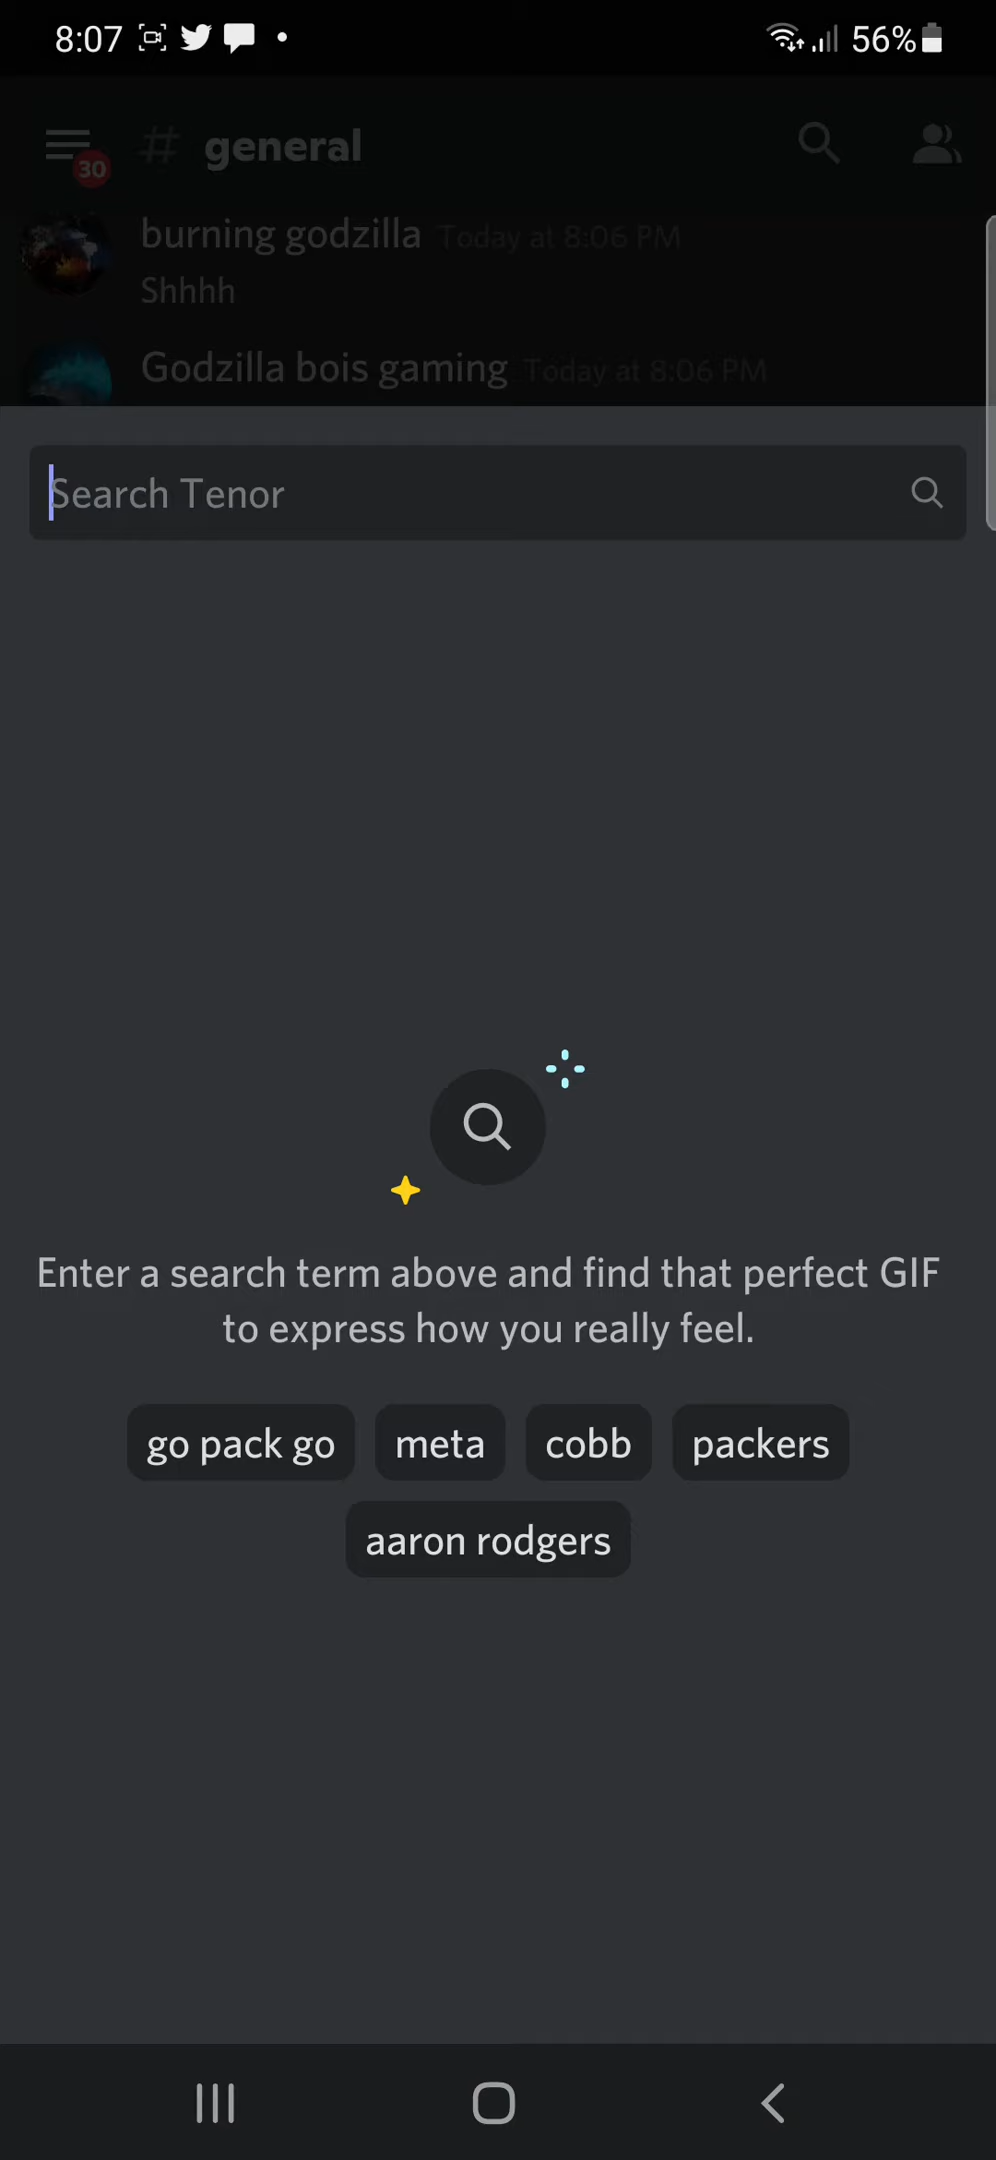 8:07 56%
30 # general
burning godzilla Today at 8:06 PM
Shhhh
Godzilla bois gaming Today at 8:06 PM
Search Tenor
Enter a search term above and find that perfect GIF
to express how you really feel.
go pack go meta cobb packers
aaron rodgers